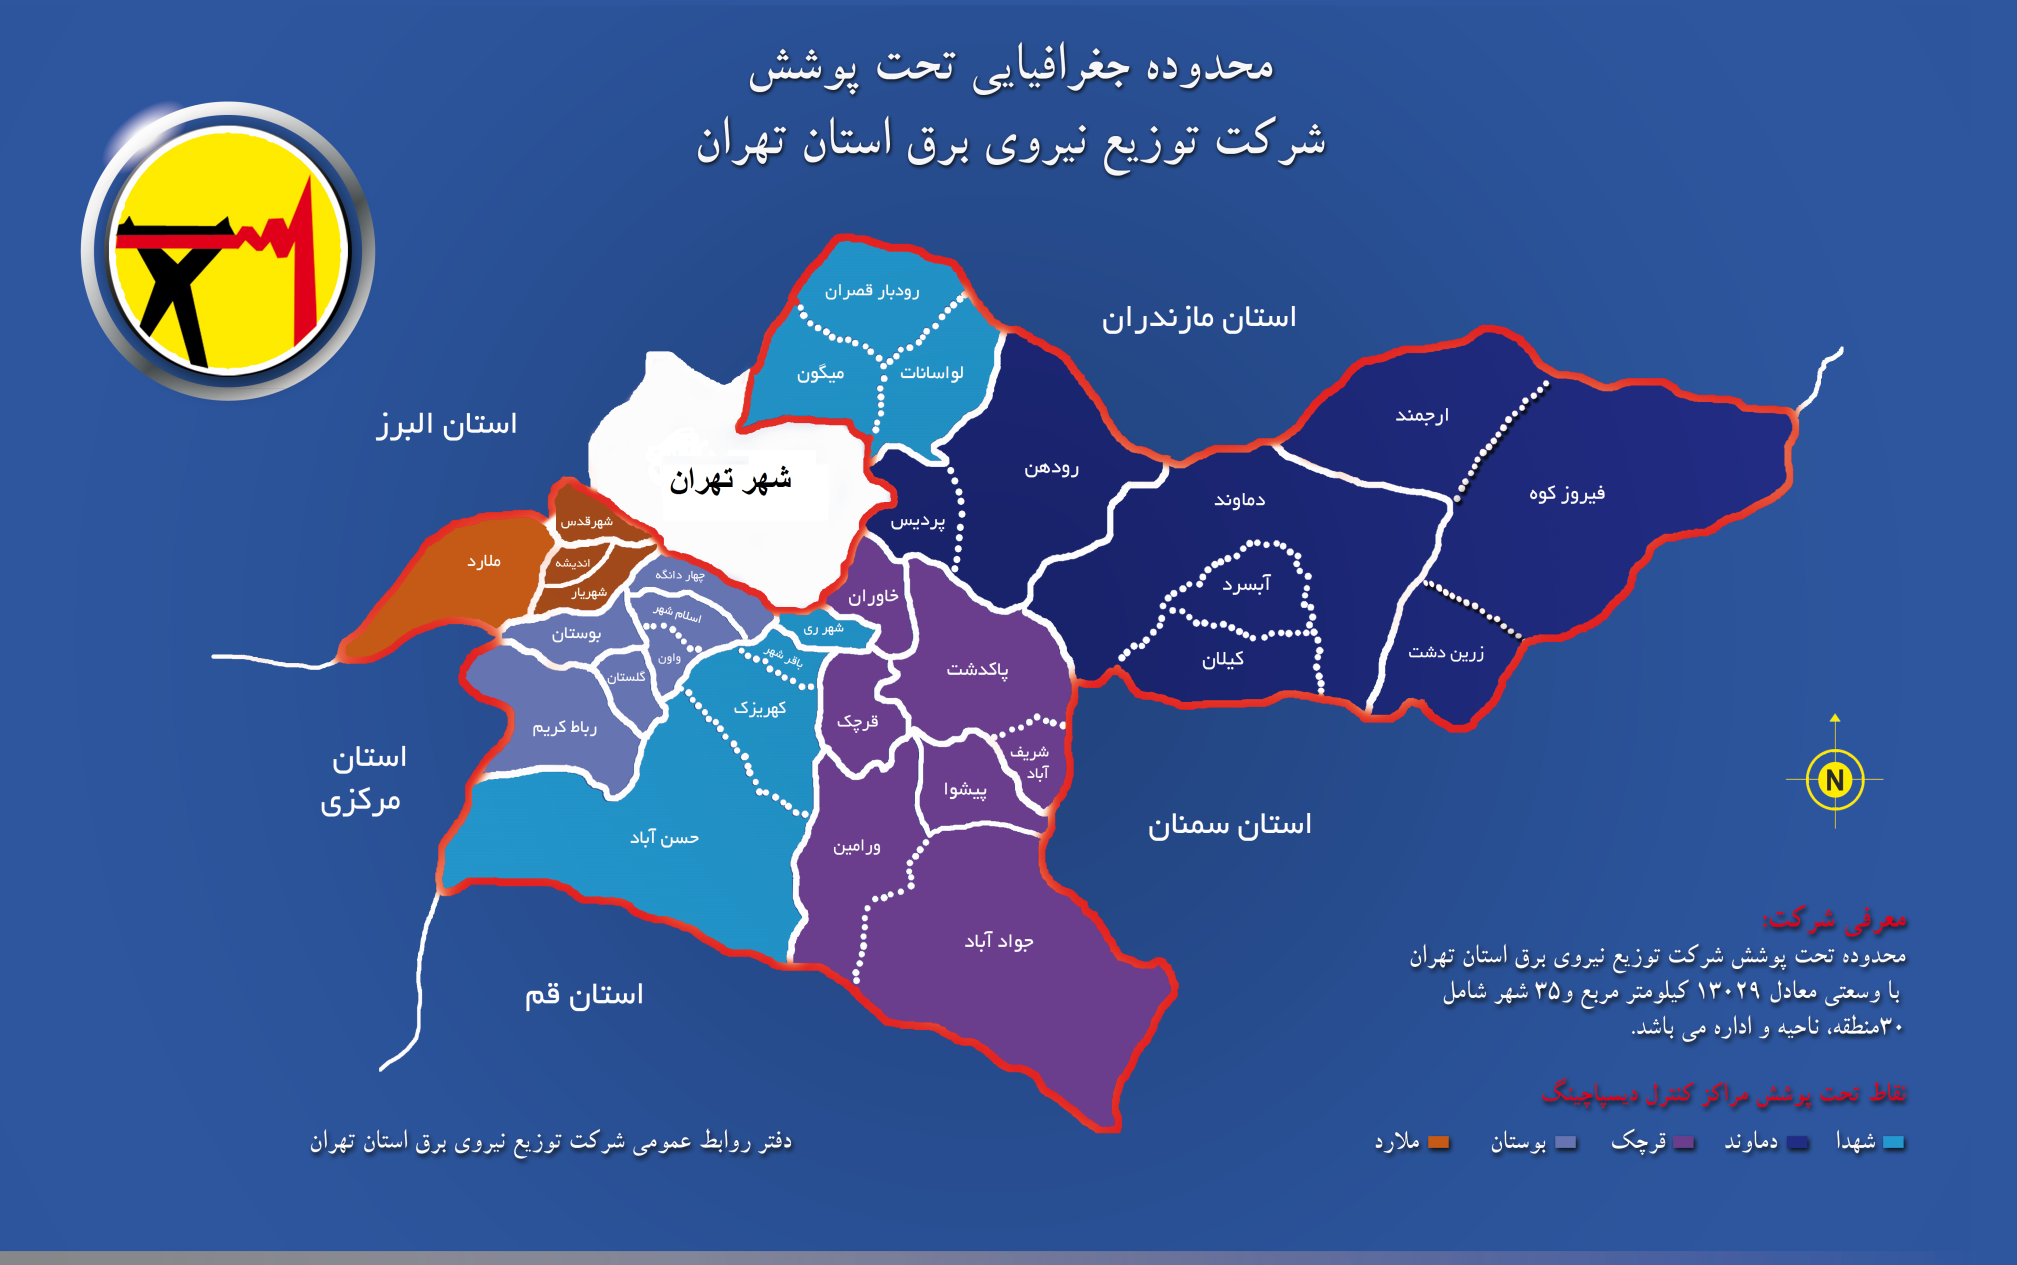 محدوده جغرافیایی تحت پوشش
شرکت توزیع نیروی برق استان تهران
رودبار قصران
استان مازندران
میگون
لواسانات
ارجمند
استان البرز
رودهن
شهر تهران
فیروز کوه
دماوند
پردیس
شهرقدس
ملارد
اندیشه
چهار دانگه
آبسرد
شهریار
خاوران
اسلام شهر
شهر ری
بوستان
زرین دشت
باقر شهر
واون
کیلان
پاکدشت
گلستان
کهریزک
قرچک
رباط کریم
شریف
آباد
استان
مرکزی
N
پیشوا
استان سمنان
حسن آباد
ورامین
جواد آباد
استان قم
معرفی شرکت:
محدوده تحت پوشش شرکت توزیع نیروی برق استان تهران
با وسعتی معادل ۱۳۰۲۹ کیلومتر مربع و۳۵ شهر شامل
۳۰منطقه، ناحیه و اداره می باشد.
نقاط تحت پوشش مراکز کنترل دیسپاچینگ
شهدا دماوند قرچک بوستان ملارد
دفتر روابط عمومی شرکت توزیع نیروی برق استان تهران